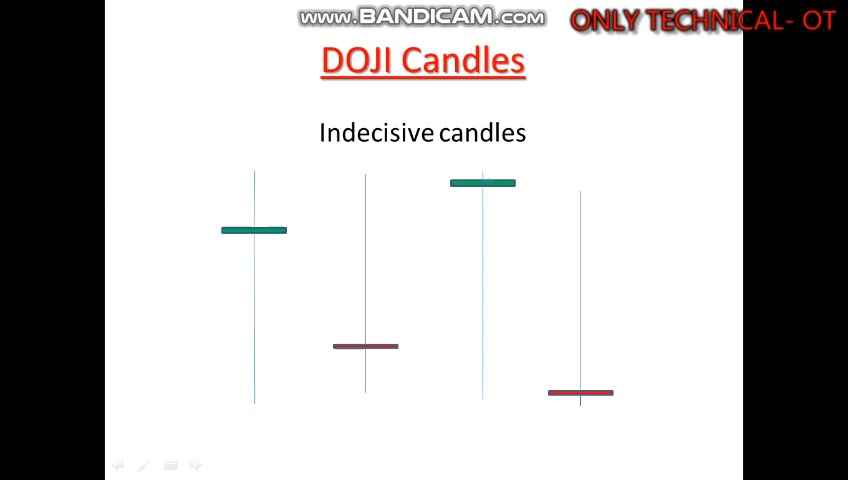 www.BANDICAM.com
ONLY TECHNICAL- OT
DOJI Candles
Indecisive candles